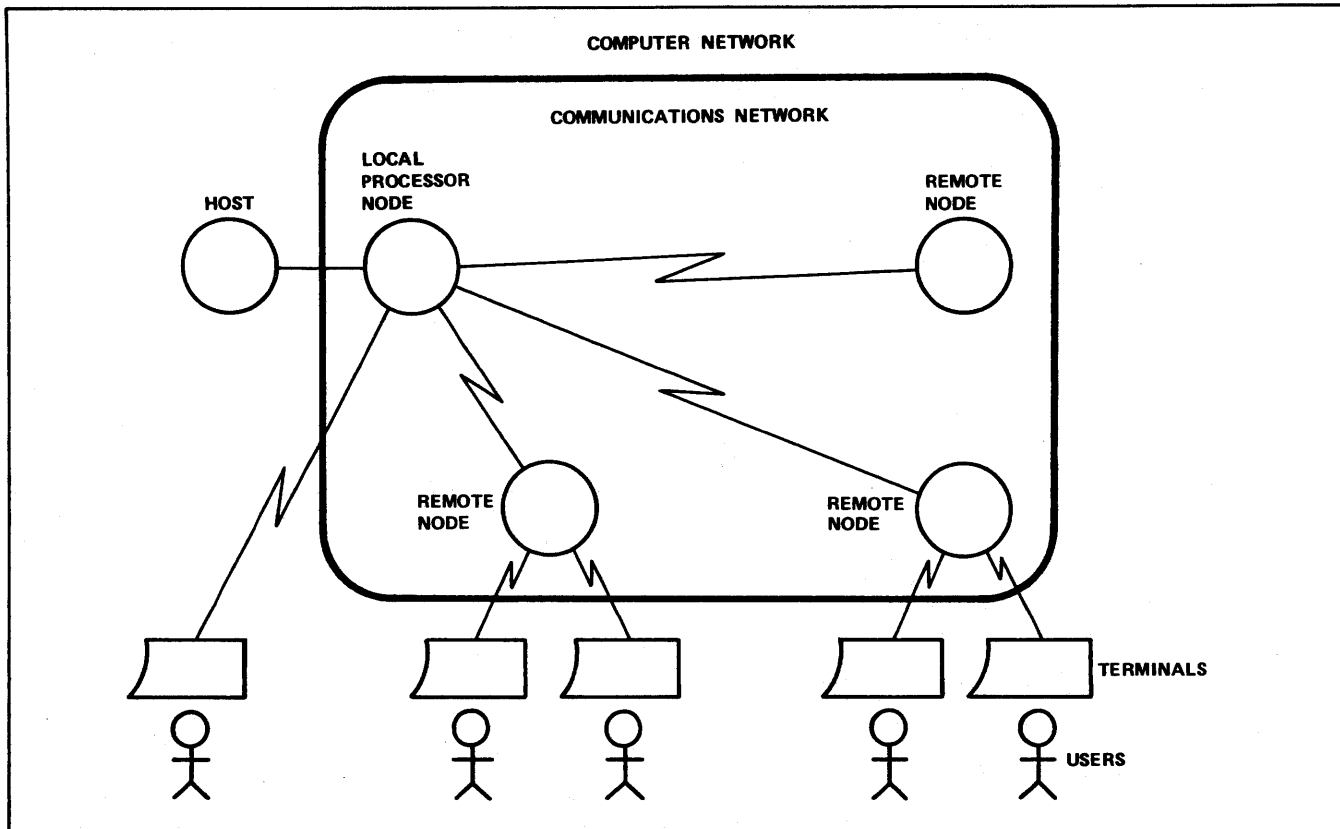 COMPUTER NETWORK
COMMUNICATIONS NETWORK
LOCAL
PROCESSOR
NODE
REMOTE
NODE
HOST
REMOTE
NODE
REMOTE
NODE
TERMINALS
USERS